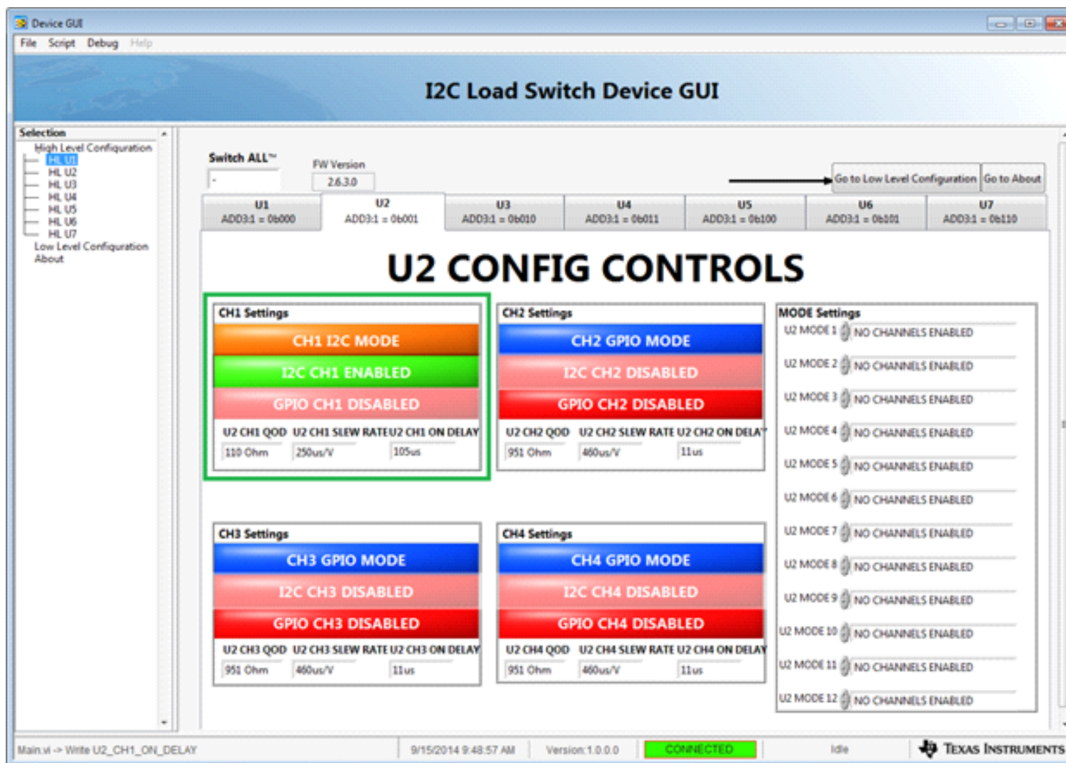 Device GUI
File Script Debug Help
I2C Load Switch Device GUI
Selection
High Level Configuration
HL U1
HL U2
HL U3
HL U4
HL U5
HL U6
HL U7
Low Level Configuration
About
Switch ALL™
-
FW Version
2.6.3.0
Go to Low Level Configuration Go to About
U1 U2 U3 U4 U5 U6 U7
ADD3:1 = 0b000 ADD3:1 = 0b001 ADD3:1 = 0b010 ADD3:1 = 0b011 ADD3:1 = 0b100 ADD3:1 = 0b101 ADD3:1 = 0b110
U2 CONFIG CONTROLS
CH1 Settings
CH1 I2C MODE
I2C CH1 ENABLED
GPIO CH1 DISABLED
U2 CH1 QOD U2 CH1 SLEW RATE U2 CH1 ON DELAY
110 Ohm 250us/V 105us
CH2 Settings
CH2 GPIO MODE
I2C CH2 DISABLED
GPIO CH2 DISABLED
U2 CH2 QOD U2 CH2 SLEW RATE U2 CH2 ON DELAY
951 Ohm 460us/V 11us
CH3 Settings
CH3 GPIO MODE
I2C CH3 DISABLED
GPIO CH3 DISABLED
U2 CH3 QOD U2 CH3 SLEW RATE U2 CH3 ON DELAY
951 Ohm 460us/V 11us
CH4 Settings
CH4 GPIO MODE
I2C CH4 DISABLED
GPIO CH4 DISABLED
U2 CH4 QOD U2 CH4 SLEW RATE U2 CH4 ON DELAY
951 Ohm 460us/V 11us
MODE Settings
U2 MODE 1 NO CHANNELS ENABLED
U2 MODE 2 NO CHANNELS ENABLED
U2 MODE 3 NO CHANNELS ENABLED
U2 MODE 4 NO CHANNELS ENABLED
U2 MODE 5 NO CHANNELS ENABLED
U2 MODE 6 NO CHANNELS ENABLED
U2 MODE 7 NO CHANNELS ENABLED
U2 MODE 8 NO CHANNELS ENABLED
U2 MODE 9 NO CHANNELS ENABLED
U2 MODE 10 NO CHANNELS ENABLED
U2 MODE 11 NO CHANNELS ENABLED
U2 MODE 12 NO CHANNELS ENABLED
Main.vi -> Write U2_CH1_ON_DELAY 9/15/2014 9:48:57 AM Version:1.0.0.0 CONNECTED Idle TEXAS INSTRUMENTS